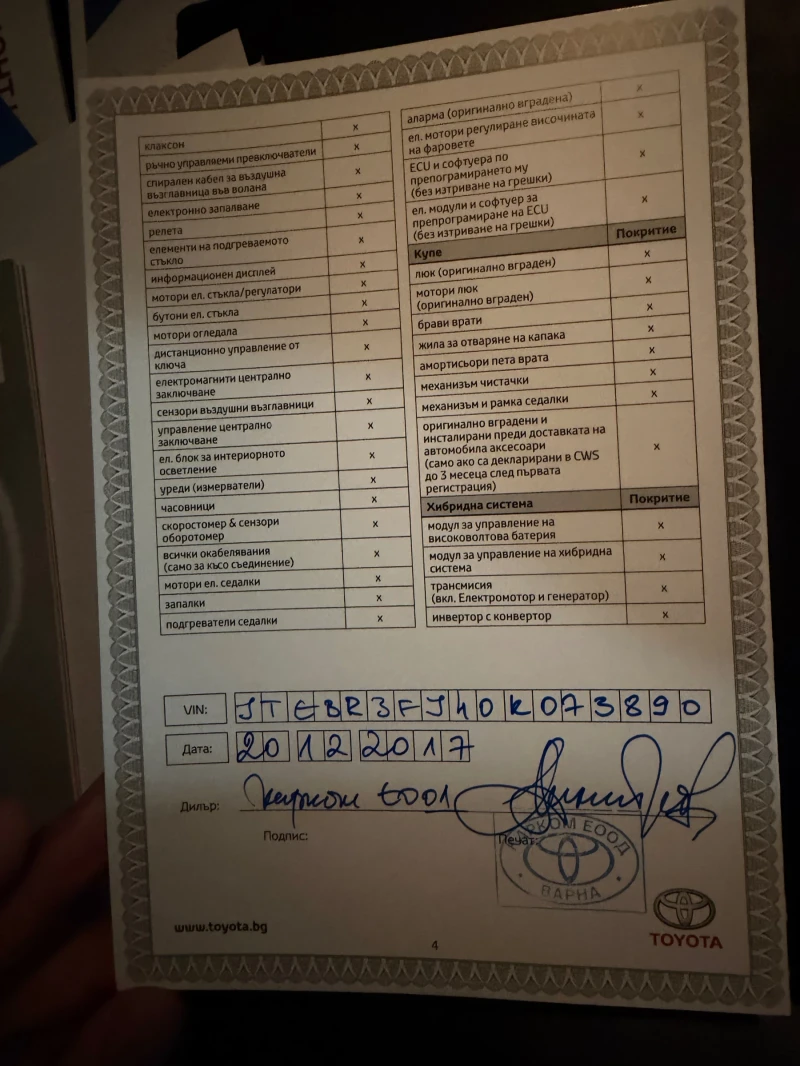 клаксон x
ръчно управляеми превключватели x
спирален кабел за въздушна
възглавница във волана x
електронно запалване x
релета x
елементи на подгреваемото
стъкло x
информационен дисплей x
мотори ел. стъкла/регулатори x
бутони ел. стъкла x
мотори огледала x
дистанционно управление от
ключа x
електромагнити централно
заключване x
сензори въздушни възглавници x
управление централно
заключване x
ел. блок за интериорното
осветление x
уреди (измерватели) x
часовници x
скоростомер & сензори
оборотомер x
всички окабелявания
(само за късо съединение) x
мотори ел. седалки x
запалки x
подгреватели седалки x
аларма (оригинално вградена) x
ел. мотори регулиране височината
на фаровете x
ECU и софтуера по
препограмирането му
(без изтриване на грешки) x
ел. модули и софтуер за
препрограмиране на ECU
(без изтриване на грешки) x
Купе Покритие
люк (оригинално вграден) x
мотори люк
(оригинално вграден) x
брави врати x
жила за отваряне на капака x
амортисьори пета врата x
механизъм чистачки x
механизъм и рамка седалки x
оригинално вградени и
инсталирани преди доставката на
автомобила аксесоари
(само ако са декларирани в CWS
до 3 месеца след първата
регистрация) x
Хибридна система Покритие
модул за управление на
високоволтова батерия x
модул за управление на хибридна
система x
трансмисия
(вкл. Електромотор и генератор) x
инвертор с конвертор x
VIN: JTEBR3FJ40K073890
Дата: 20 12 2017
Дилър: ЕООД
Подпис: Печат:
ПАРКОМ ЕООД
ВАРНА
www.toyota.bg
TOYOTA
4